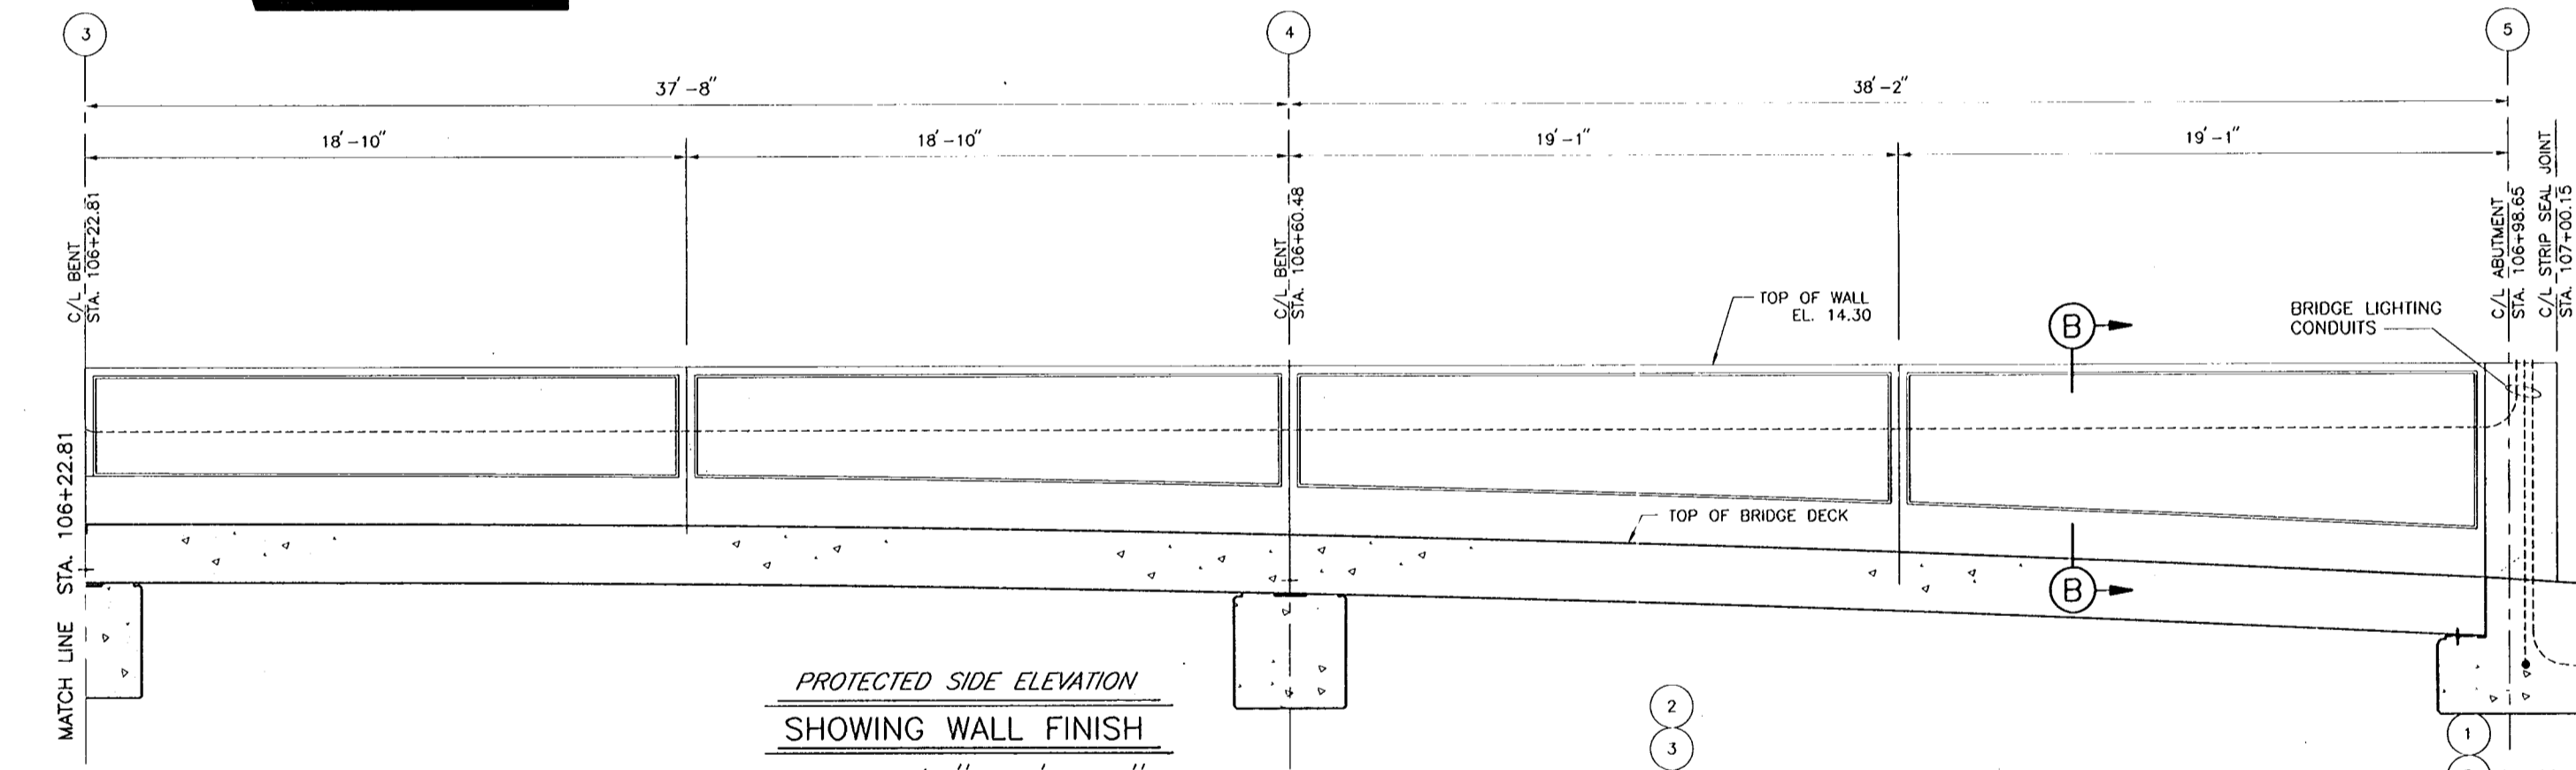 3
4
5
37'-8"
38'-2"
18'-10"
18'-10"
19'-1"
19'-1"
C/L BENT
STA. 106+22.81
C/L BENT
STA. 106+60.48
C/L ABUTMENT
STA. 106+98.65
C/L STRIP SEAL JOINT
STA. 107+00.15
TOP OF WALL
EL. 14.30
B
BRIDGE LIGHTING
CONDUITS
MATCH LINE STA. 106+22.81
TOP OF BRIDGE DECK
B
PROTECTED SIDE ELEVATION
SHOWING WALL FINISH
2
3
1